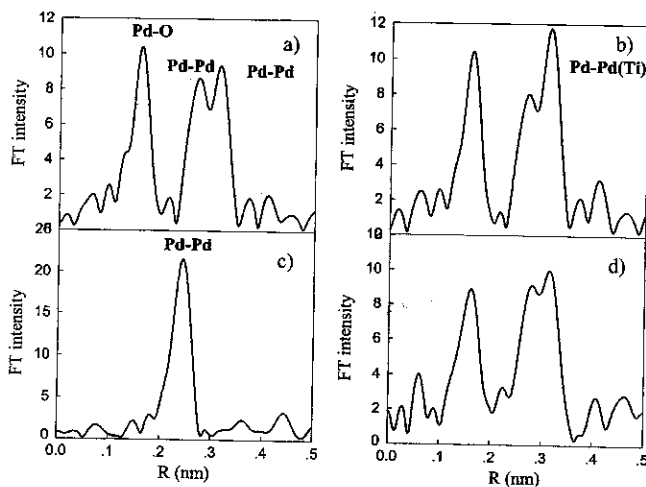 12
10
8
6
4
2
FT intensity
Pd-O
Pd-Pd
Pd-Pd
a)
12
10
8
6
4
2
FT intensity
b)
Pd-Pd(Ti)
20
15
10
5
0
FT intensity
Pd-Pd
c)
0.0
.1
.2
.3
.4
.5
R (nm)
10
8
6
4
2
0
FT intensity
d)
0.0
.1
.2
.3
.4
.5
R (nm)